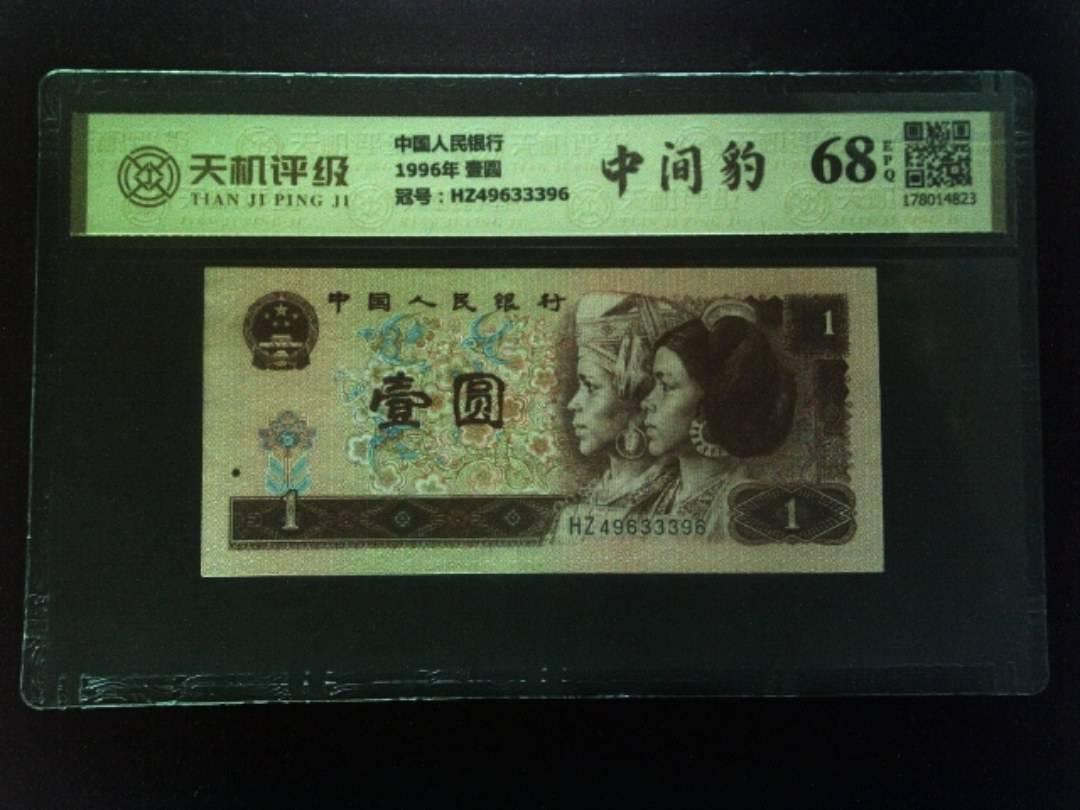 天机评级
TIAN JI PING JI
中国人民银行
1996年 壹圆
冠号：HZ49633396
中间豹
68
EPQ
178014823
中国人民银行
1
壹圆
1
HZ49633396
1